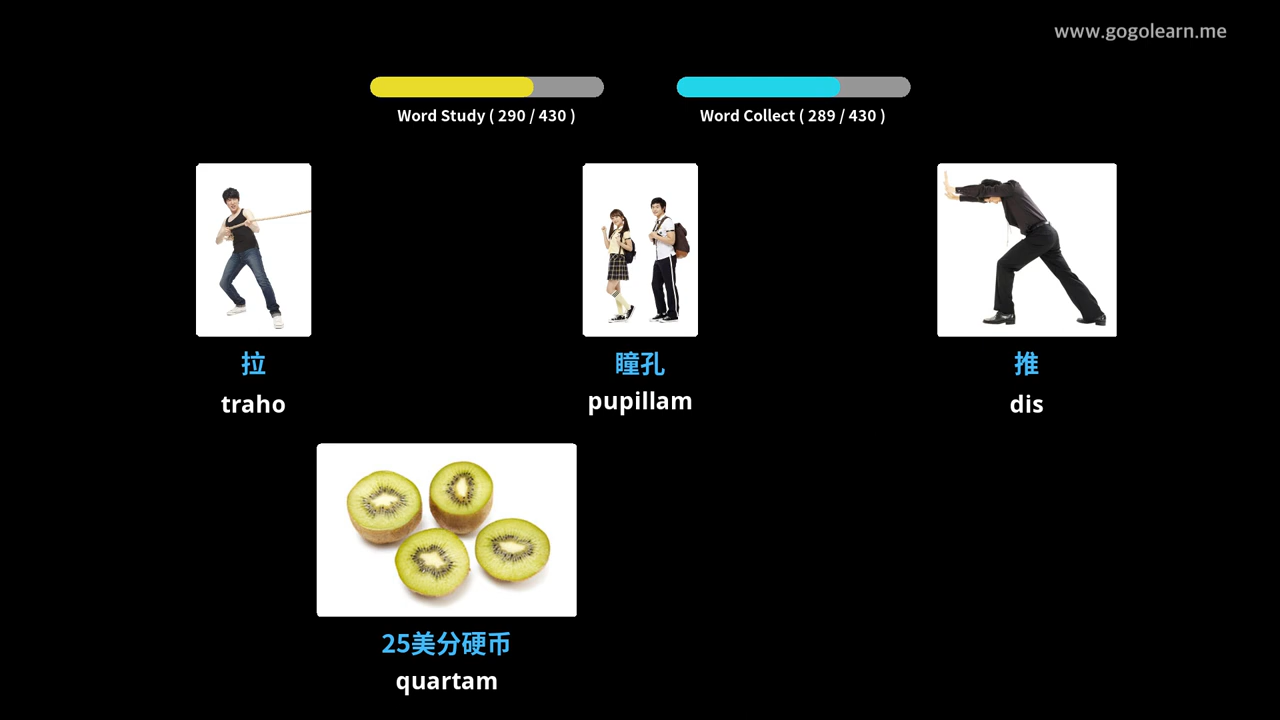 www.gogolearn.me
Word Study ( 290 / 430 )
Word Collect ( 289 / 430 )
拉
traho
瞳孔
pupillam
推
dis
25美分硬币
quartam